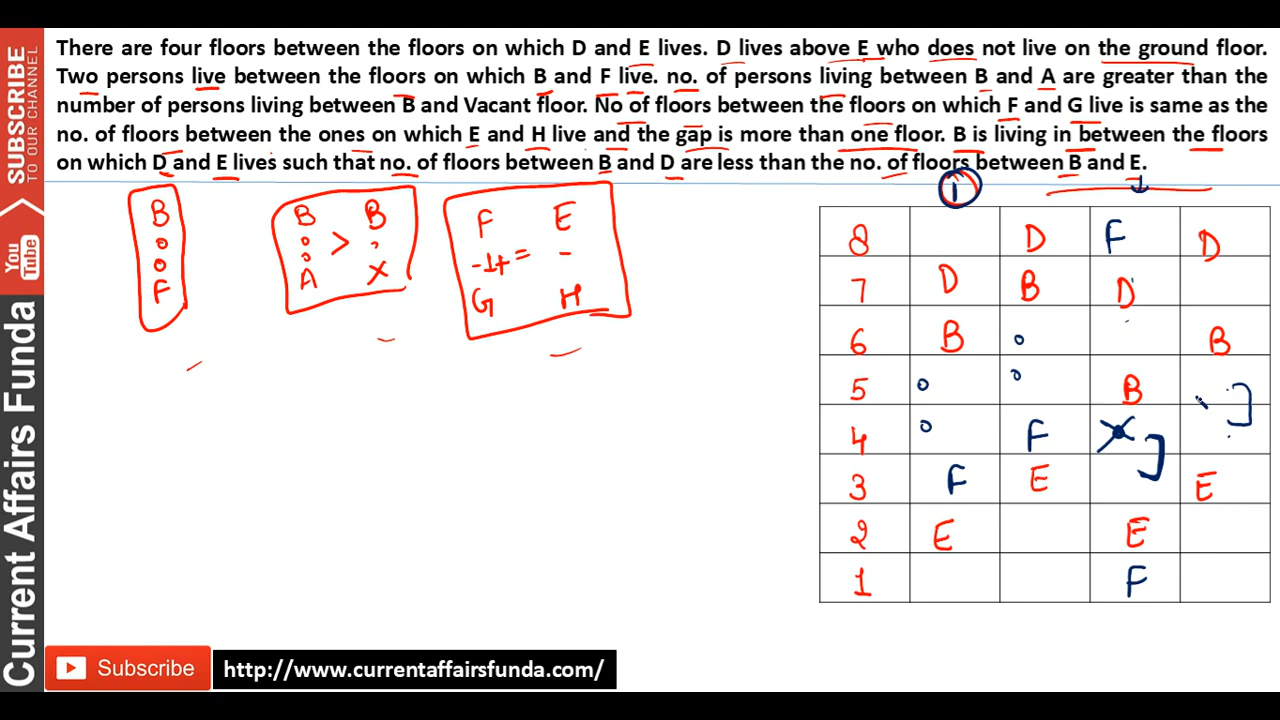 There are four floors between the floors on which D and E lives. D lives above E who does not live on the ground floor.
Two persons live between the floors on which B and F live. no. of persons living between B and A are greater than the
number of persons living between B and Vacant floor. No of floors between the floors on which F and G live is same as the
no. of floors between the ones on which E and H live and the gap is more than one floor. B is living in between the floors
on which D and E lives such that no. of floors between B and D are less than the no. of floors between B and E.
1
B
F
B > B
A X
F E
=
G H
8 D F D
7 D B D
6 B B
5 B
4 F X
3 F E E
2 E E
1 F
Current Affairs Funda
You Tube
SUBSCRIBE
TO OUR CHANNEL
Subscribe
http://www.currentaffairsfunda.com/